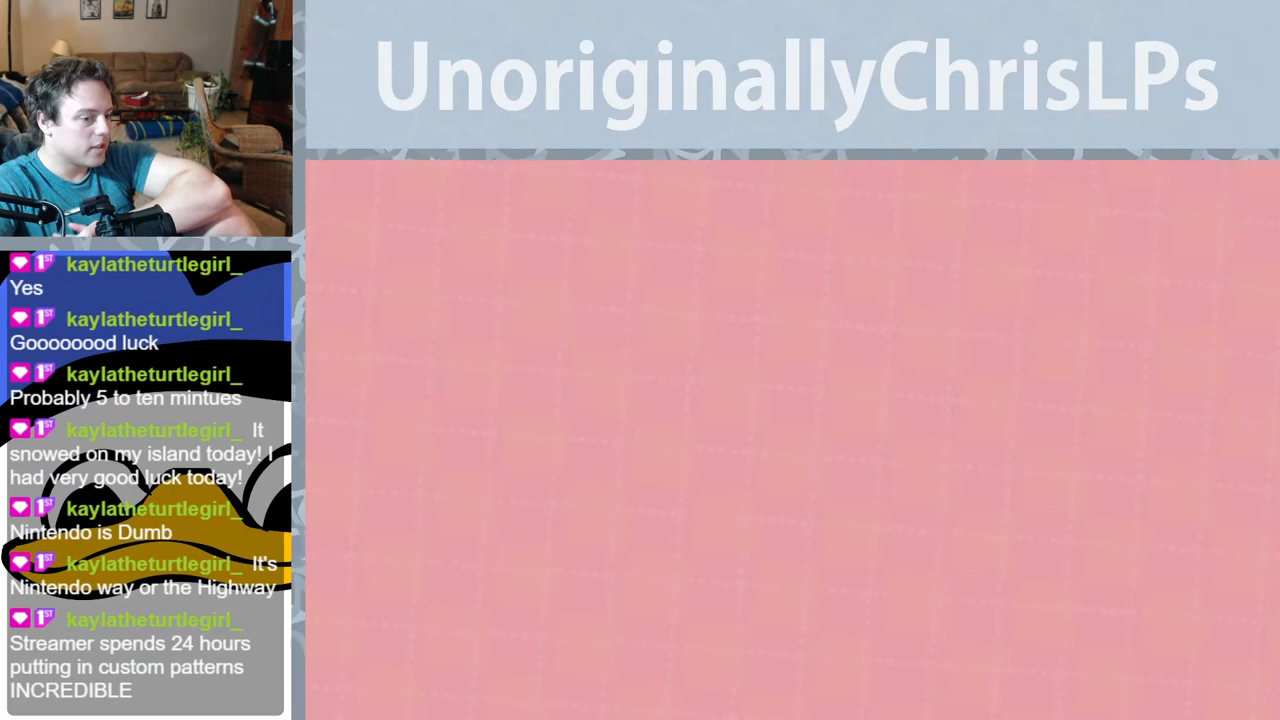 UnoriginallyChrisLPs
kaylatheturtlegirl_
Yes
kaylatheturtlegirl_
Goooooood luck
kaylatheturtlegirl_
Probably 5 to ten mintues
kaylatheturtlegirl_ It
snowed on my island today! I
had very good luck today!
kaylatheturtlegirl_
Nintendo is Dumb
kaylatheturtlegirl_ It's
Nintendo way or the Highway
kaylatheturtlegirl_
Streamer spends 24 hours
putting in custom patterns
INCREDIBLE